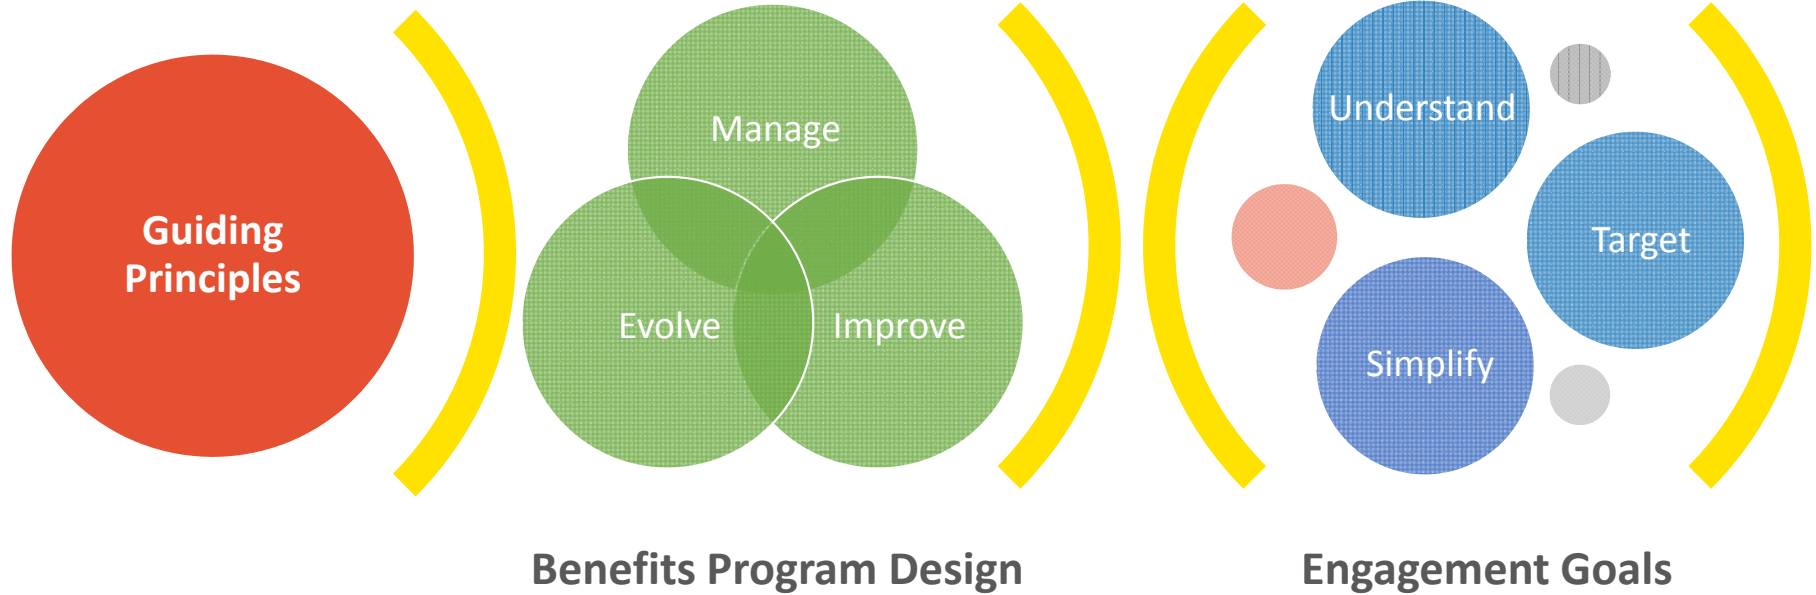 Guiding
Principles
Manage
Evolve
Improve
Understand
Target
Simplify
Benefits Program Design
Engagement Goals